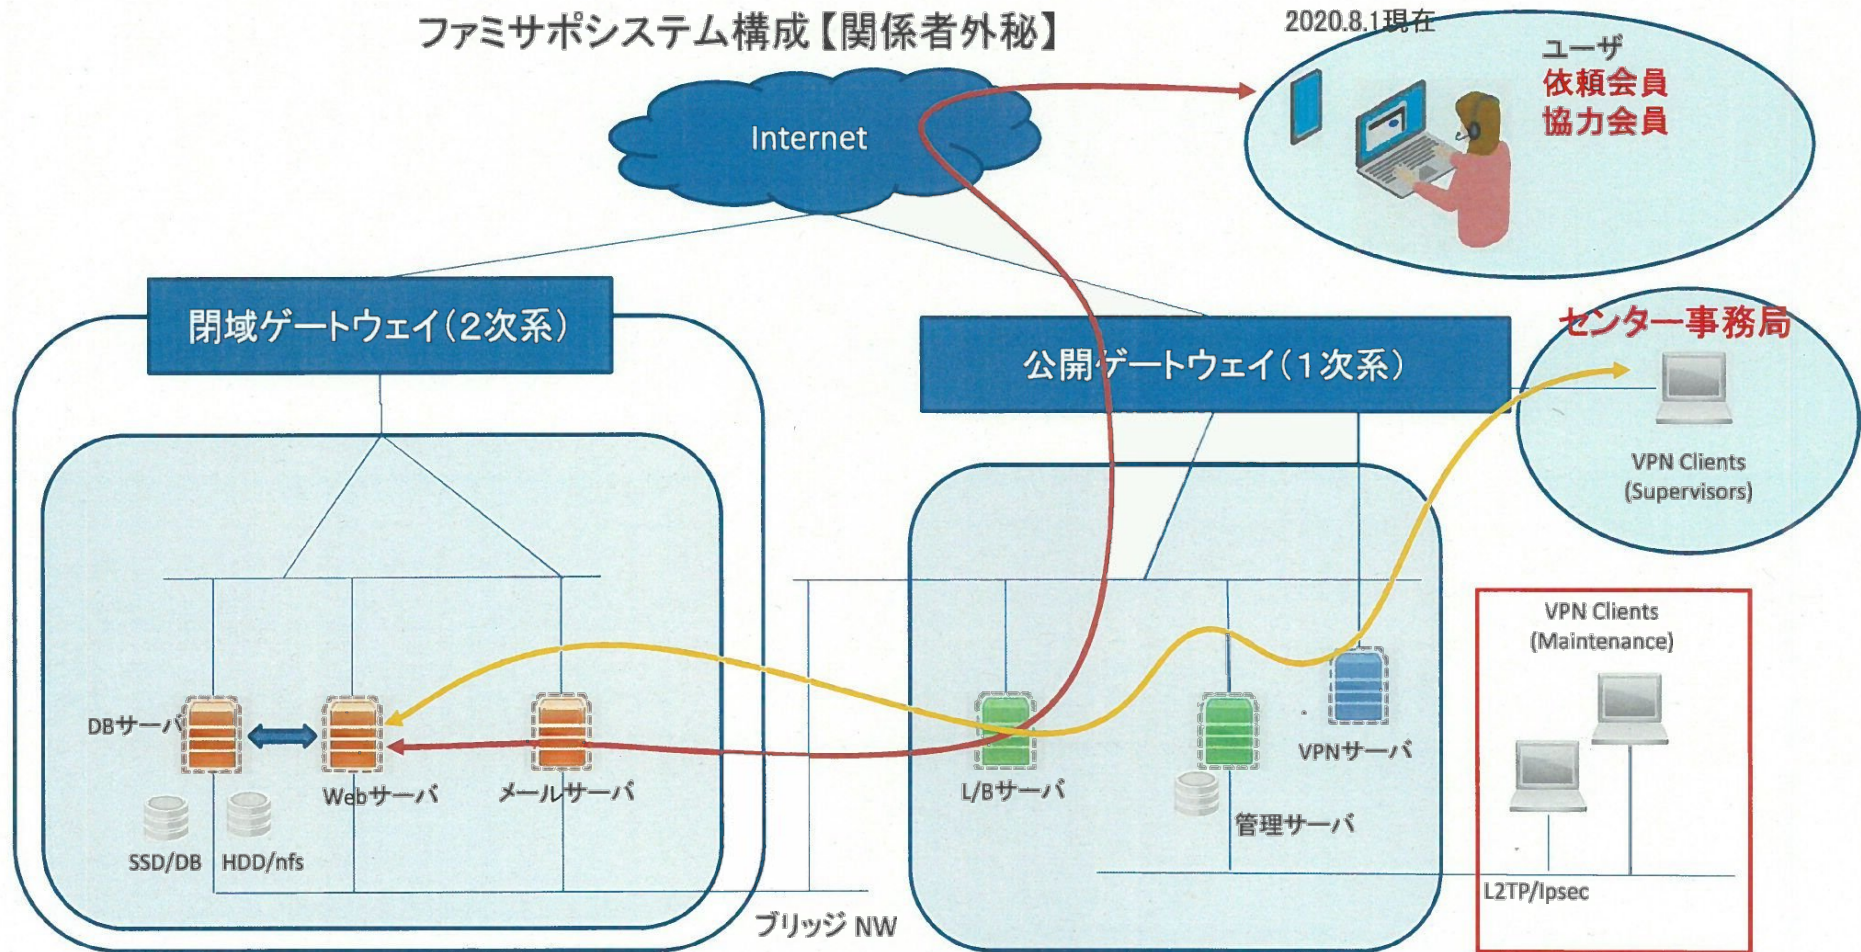 ファミサポシステム構成【関係者外秘】
2020.8.1現在
ユーザ
依頼会員
協力会員
Internet
閉域ゲートウェイ(2次系)
公開ゲートウェイ(1次系)
センター事務局
VPN Clients
(Supervisors)
VPN Clients
(Maintenance)
DBサーバ
Webサーバ
メールサーバ
L/Bサーバ
管理サーバ
VPNサーバ
SSD/DB
HDD/nfs
L2TP/Ipsec
ブリッジ NW